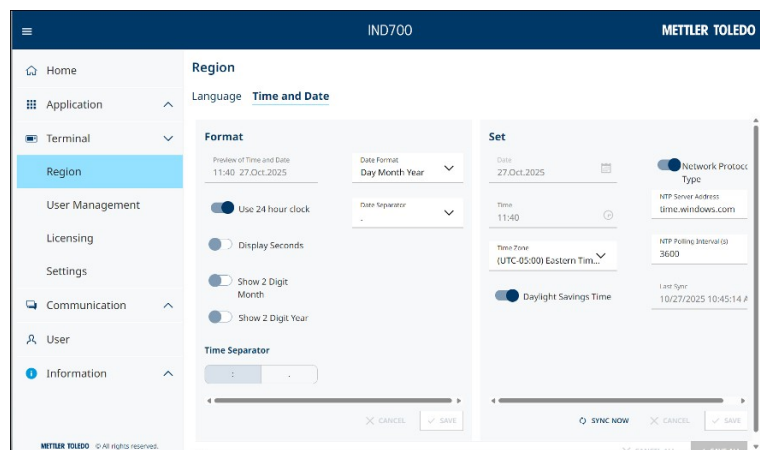 IND700
METTLER TOLEDO
Home
Application
Terminal
Region
User Management
Licensing
Settings
Communication
User
Information
METTLER TOLEDO © All rights reserved.
Region
Language Time and Date
Format
Preview of Time and Date
11:40 27.Oct.2025
Date Format
Day Month Year
Use 24 hour clock
Date Separator
.
Display Seconds
Show 2 Digit
Month
Show 2 Digit Year
Time Separator
: .
CANCEL SAVE
Set
Date
27.Oct.2025
Network Protoc
Type
Time
11:40
NTP Server Address
time.windows.com
Time Zone
(UTC-05:00) Eastern Tim...
NTP Polling Interval (s)
3600
Daylight Savings Time
Last Sync
10/27/2025 10:45:14 A
SYNC NOW CANCEL SAVE